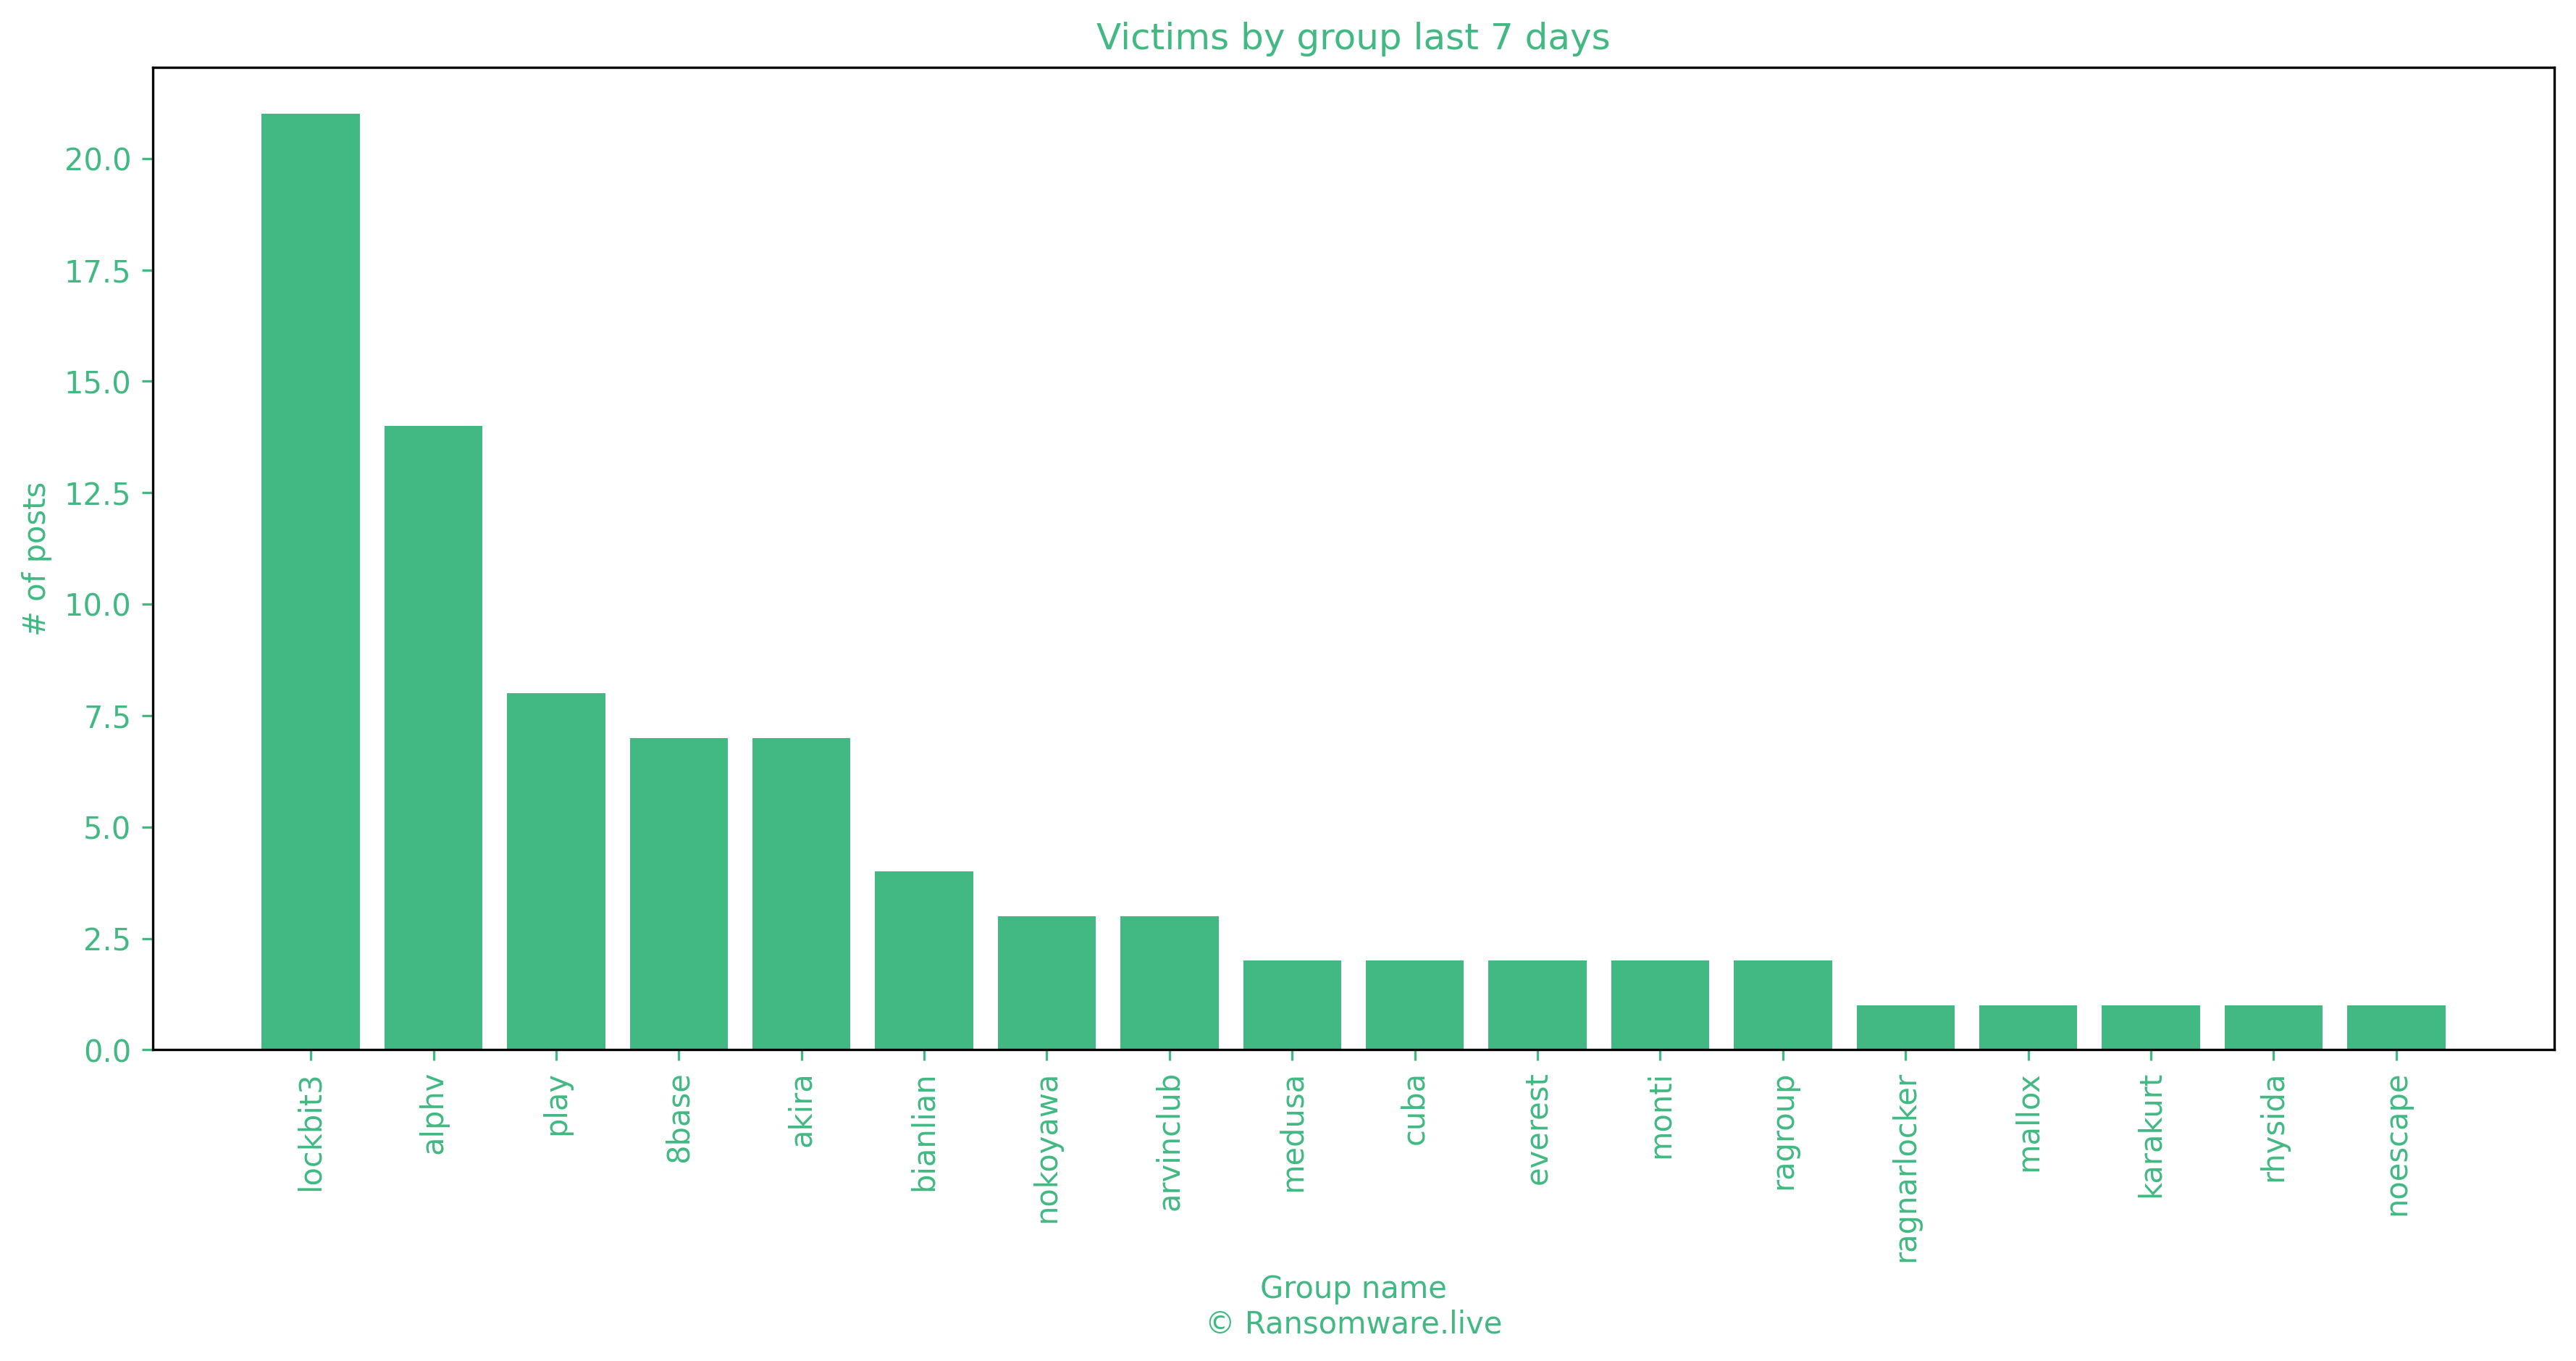 Victims by group last 7 days
# of posts
20.0
17.5
15.0
12.5
10.0
7.5
5.0
2.5
0.0
lockbit3
alphv
play
8base
akira
bianlian
nokoyawa
arvinclub
medusa
cuba
everest
monti
ragroup
ragnarlocker
mallox
karakurt
rhysida
noescape
Group name
© Ransomware.live